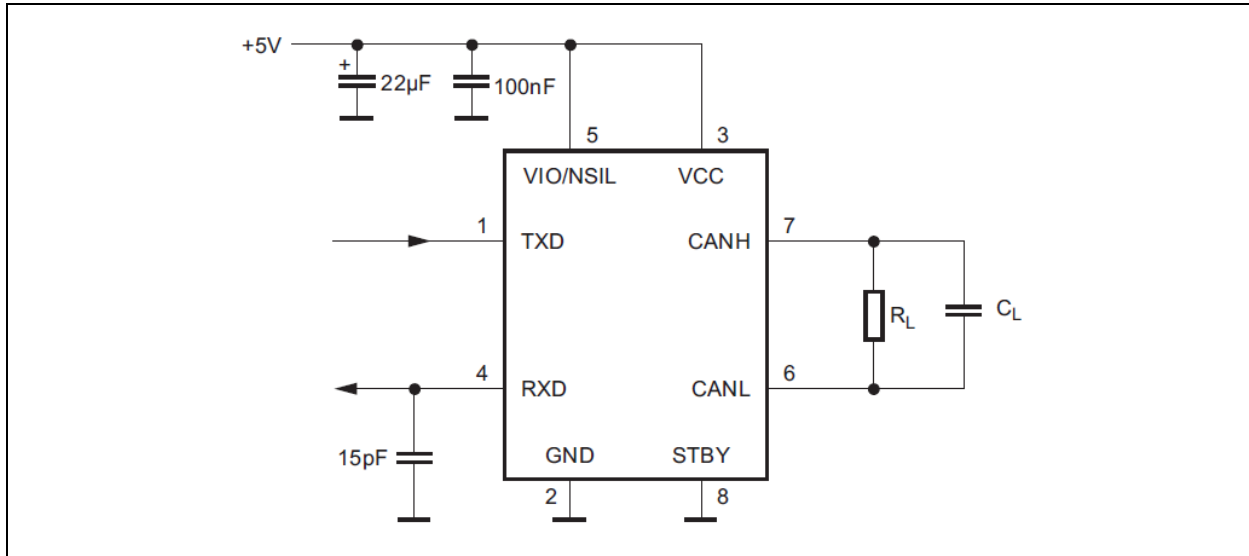 +5V
+
22µF
100nF
5
3
VIO/NSIL
VCC
1
TXD
CANH
7
RL
CL
4
RXD
CANL
6
15pF
GND
STBY
2
8